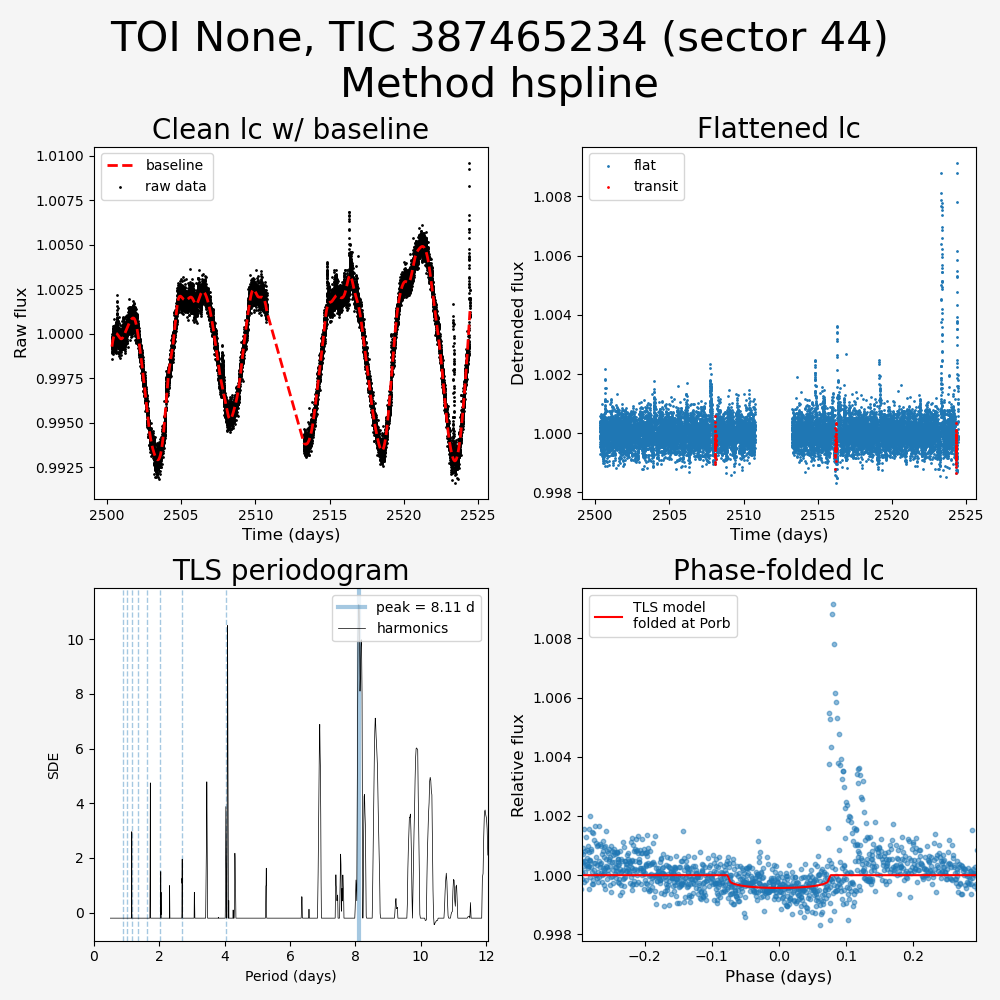 TOI None, TIC 387465234 (sector 44)
Method hspline
Clean lc w/ baseline
baseline
raw data
1.0100
1.0075
1.0050
1.0025
1.0000
0.9975
0.9950
0.9925
Raw flux
2500
2505
2510
2515
2520
2525
Time (days)
Flattened lc
flat
transit
1.008
1.006
1.004
1.002
1.000
0.998
Detrended flux
2500
2505
2510
2515
2520
2525
Time (days)
TLS periodogram
peak = 8.11 d
harmonics
10
8
6
4
2
0
SDE
0
2
4
6
8
10
12
Period (days)
Phase-folded lc
TLS model
folded at Porb
1.008
1.006
1.004
1.002
1.000
0.998
Relative flux
−0.2
−0.1
0.0
0.1
0.2
Phase (days)